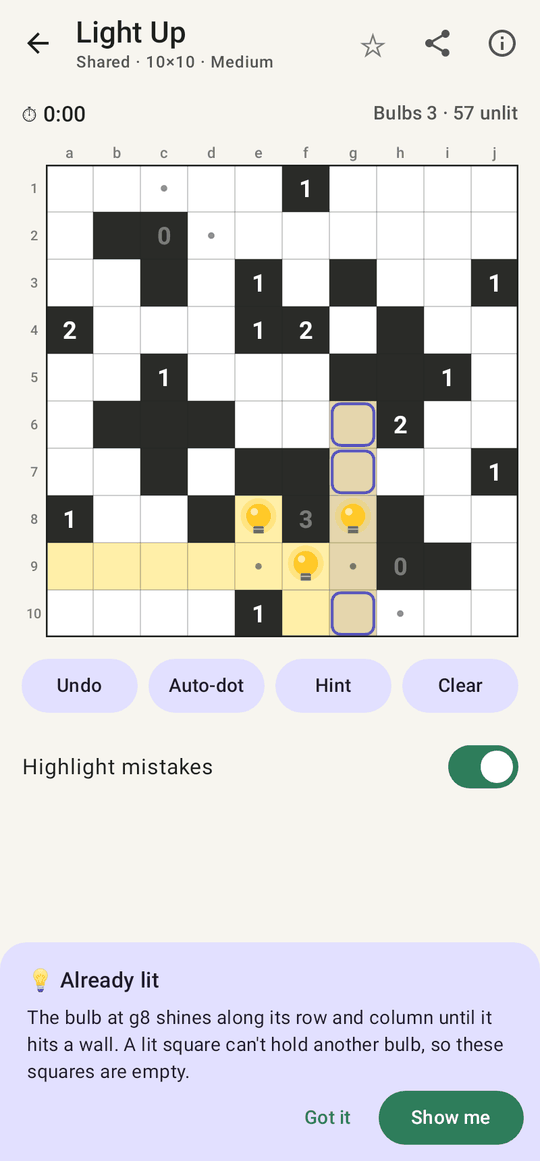 Light Up
Shared · 10×10 · Medium
0:00
Bulbs 3 · 57 unlit
a b c d e f g h i j
1 1
2 0
3 1 1
4 2 1 2
5 1 1
6 2
7 1
8 1 3
9 0
10 1
Undo
Auto-dot
Hint
Clear
Highlight mistakes
Already lit
The bulb at g8 shines along its row and column until it
hits a wall. A lit square can't hold another bulb, so these
squares are empty.
Got it
Show me